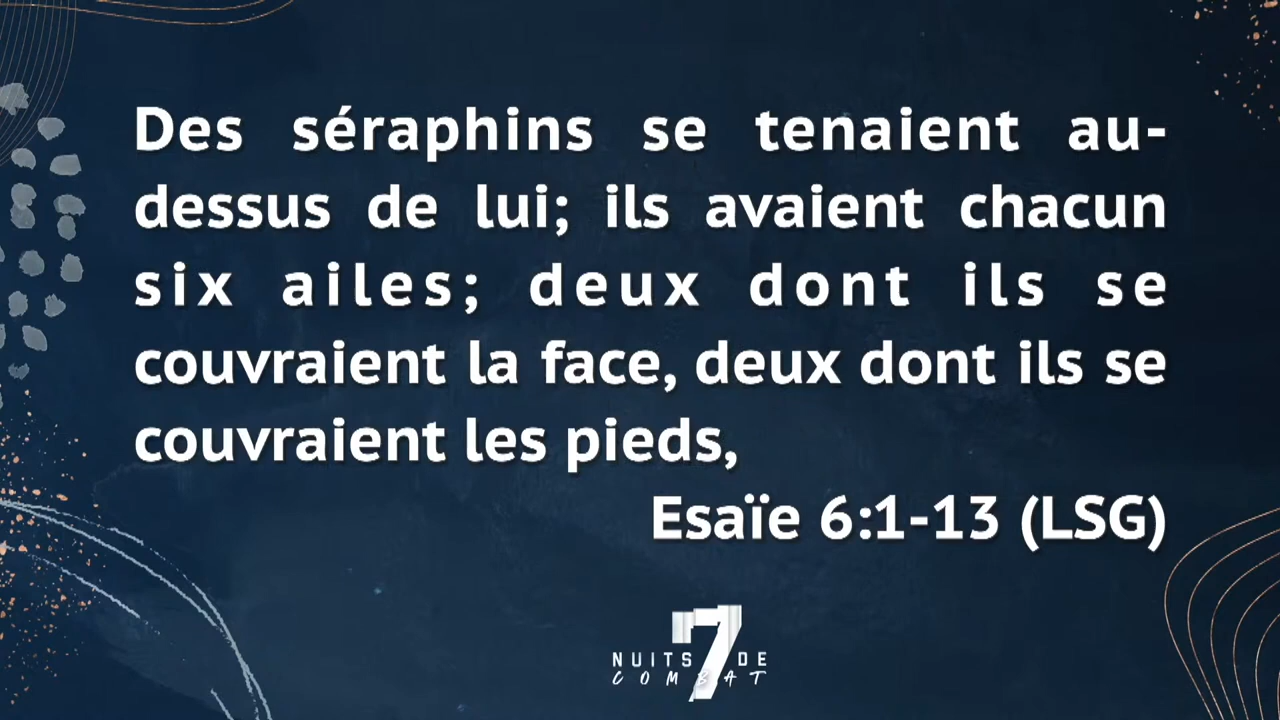 Des séraphins se tenaient au-
dessus de lui; ils avaient chacun
six ailes; deux dont ils se
couvraient la face, deux dont ils se
couvraient les pieds,
Esaïe 6:1-13 (LSG)
7
NUITS DE
COMBAT